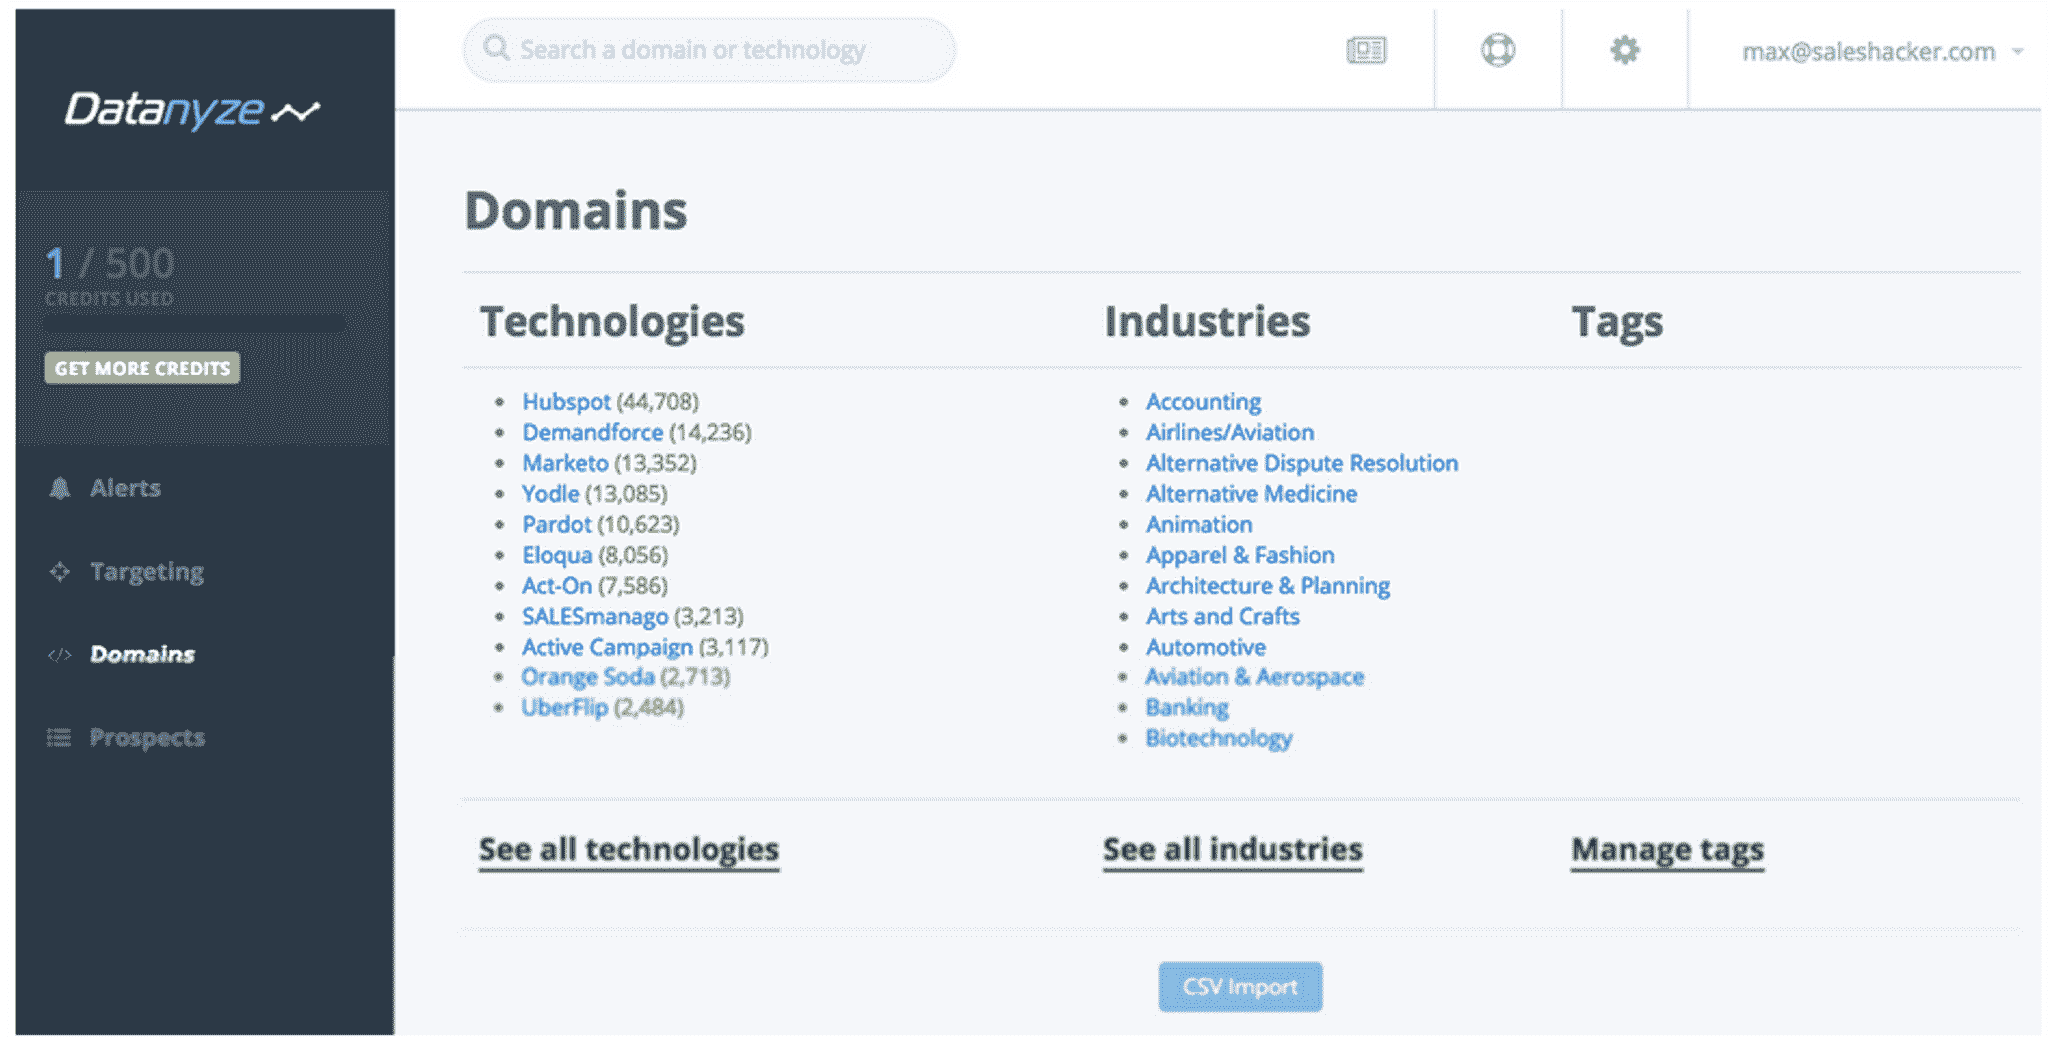 Datanyze
Search a domain or technology
max@saleshacker.com
1 / 500
CREDITS USED
GET MORE CREDITS
Alerts
Targeting
Domains
Prospects
Domains
Technologies
Hubspot (44,708)
Demandforce (14,236)
Marketo (13,352)
Yodle (13,085)
Pardot (10,623)
Eloqua (8,056)
Act-On (7,586)
SALESmanago (3,213)
Active Campaign (3,117)
Orange Soda (2,713)
UberFlip (2,484)
See all technologies
Industries
Accounting
Airlines/Aviation
Alternative Dispute Resolution
Alternative Medicine
Animation
Apparel & Fashion
Architecture & Planning
Arts and Crafts
Automotive
Aviation & Aerospace
Banking
Biotechnology
See all industries
Tags
Manage tags
CSV Import